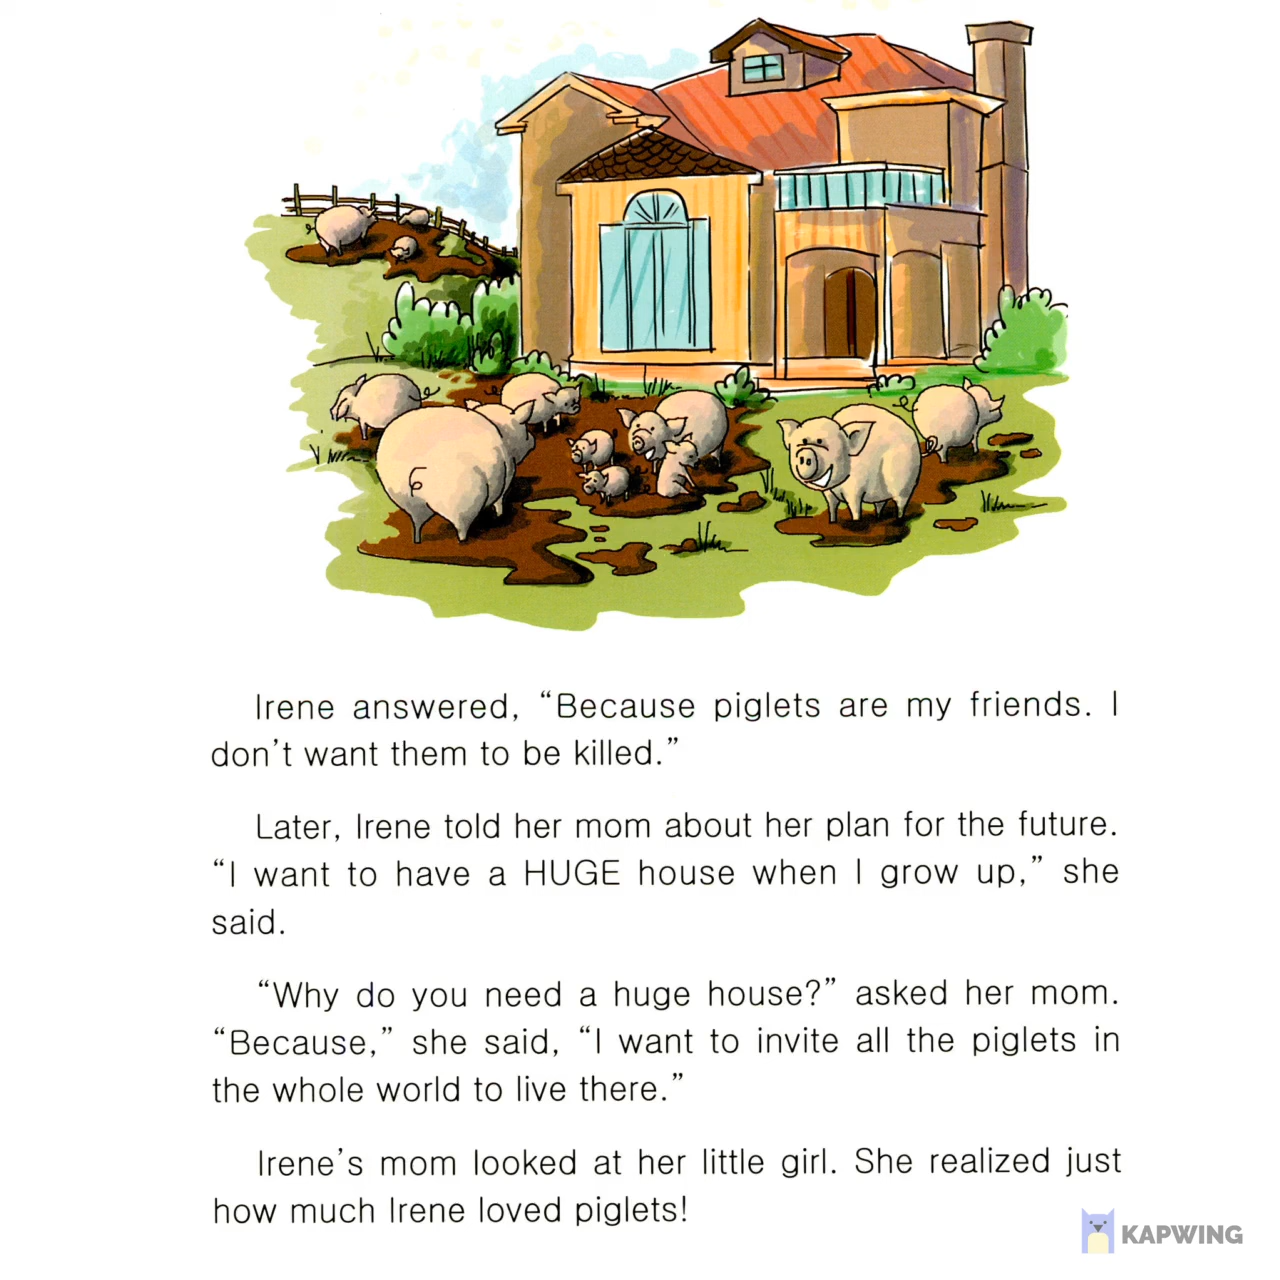 Irene answered, “Because piglets are my friends. I
don’t want them to be killed.”
Later, Irene told her mom about her plan for the future.
“I want to have a HUGE house when I grow up,” she
said.
“Why do you need a huge house?” asked her mom.
“Because,” she said, “I want to invite all the piglets in
the whole world to live there.”
Irene’s mom looked at her little girl. She realized just
how much Irene loved piglets!
KAPWING